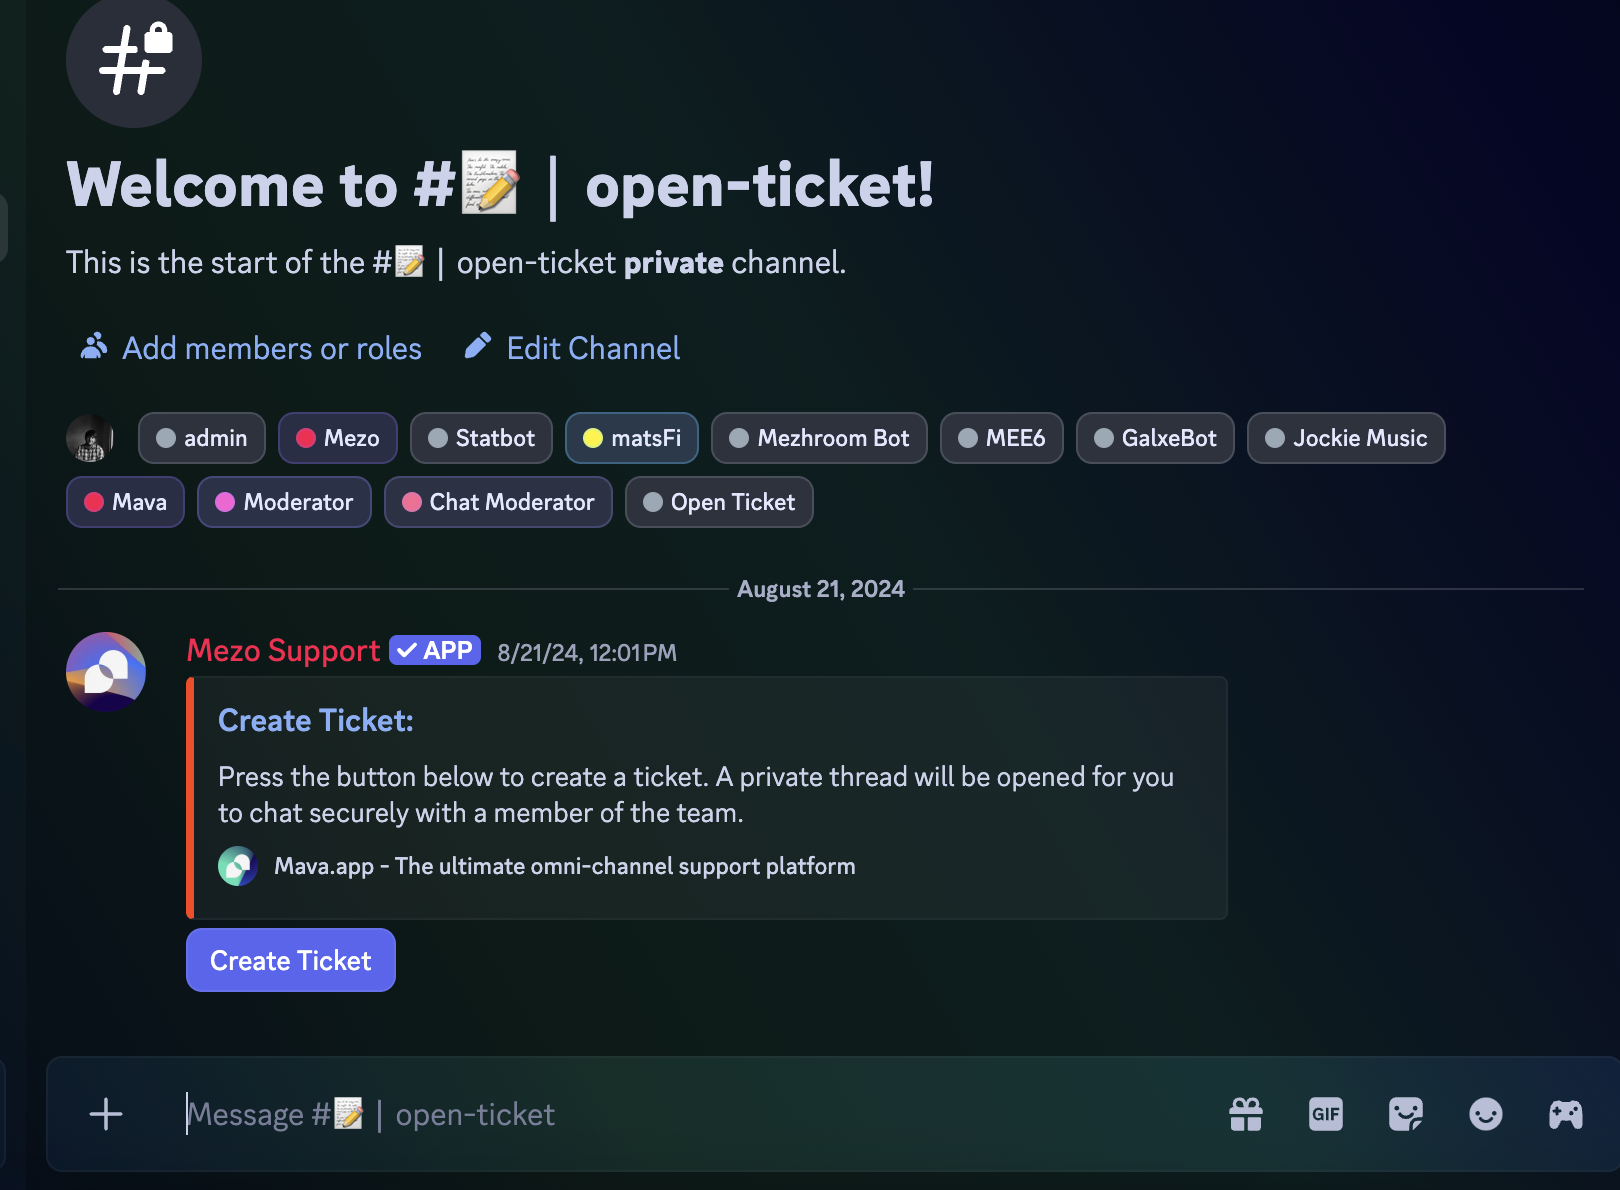 Welcome to #📝 | open-ticket!
This is the start of the #📝 | open-ticket private channel.
Add members or roles Edit Channel
admin Mezo Statbot matsFi Mezhroom Bot MEE6 GalxeBot Jockie Music
Mava Moderator Chat Moderator Open Ticket
August 21, 2024
Mezo Support ✓ APP 8/21/24, 12:01 PM
Create Ticket:
Press the button below to create a ticket. A private thread will be opened for you
to chat securely with a member of the team.
Mava.app - The ultimate omni-channel support platform
Create Ticket
Message #📝 | open-ticket
GIF